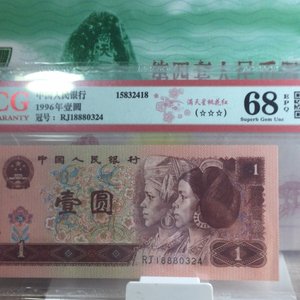 第四套人民币
CG
ARANTY
中国人民银行
1996年壹圆
冠号：RJ18880324
15832418
满天星桃花红
(☆☆☆)
68
EPQ
Superb Gem Unc
中国人民银行
壹圆
1
1
RJ18880324